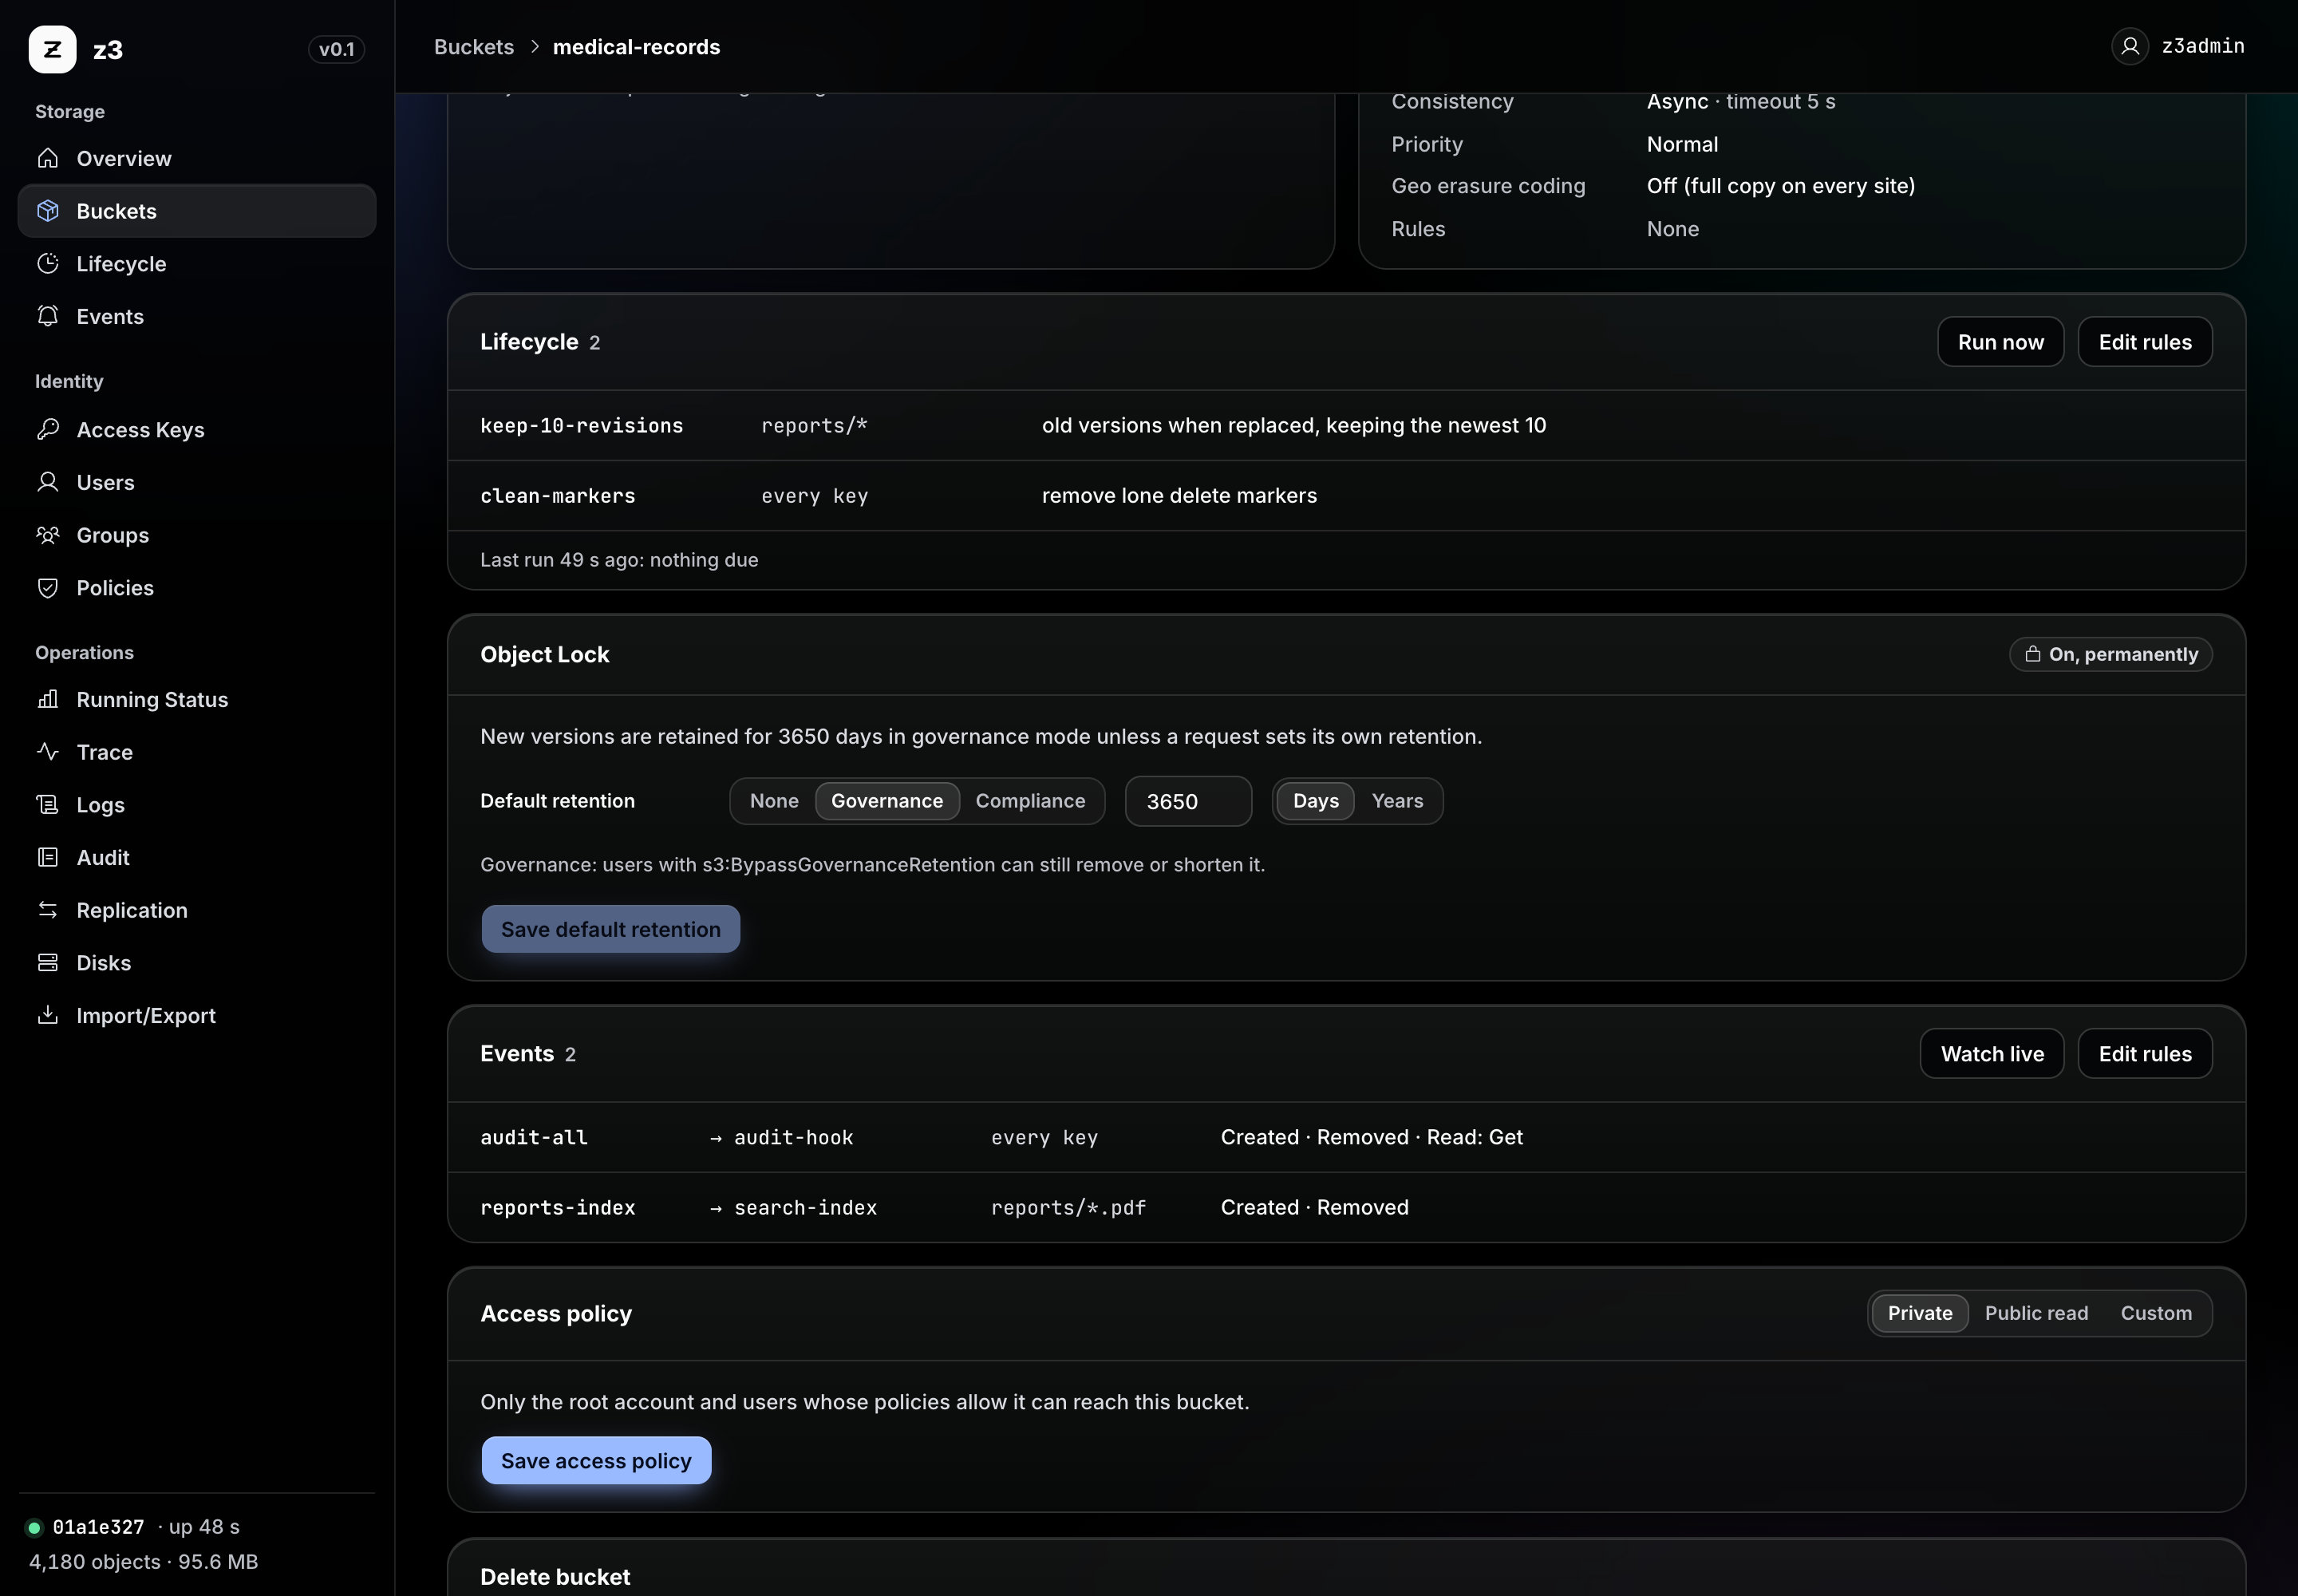 z3
v0.1
Storage
Overview
Buckets
Lifecycle
Events
Identity
Access Keys
Users
Groups
Policies
Operations
Running Status
Trace
Logs
Audit
Replication
Disks
Import/Export
01a1e327 · up 48 s
4,180 objects · 95.6 MB
Buckets > medical-records
z3admin
Consistency Async · timeout 5 s
Priority Normal
Geo erasure coding Off (full copy on every site)
Rules None
Lifecycle 2
Run now Edit rules
keep-10-revisions reports/* old versions when replaced, keeping the newest 10
clean-markers every key remove lone delete markers
Last run 49 s ago: nothing due
Object Lock
On, permanently
New versions are retained for 3650 days in governance mode unless a request sets its own retention.
Default retention None Governance Compliance 3650 Days Years
Governance: users with s3:BypassGovernanceRetention can still remove or shorten it.
Save default retention
Events 2
Watch live Edit rules
audit-all → audit-hook every key Created · Removed · Read: Get
reports-index → search-index reports/*.pdf Created · Removed
Access policy
Private Public read Custom
Only the root account and users whose policies allow it can reach this bucket.
Save access policy
Delete bucket